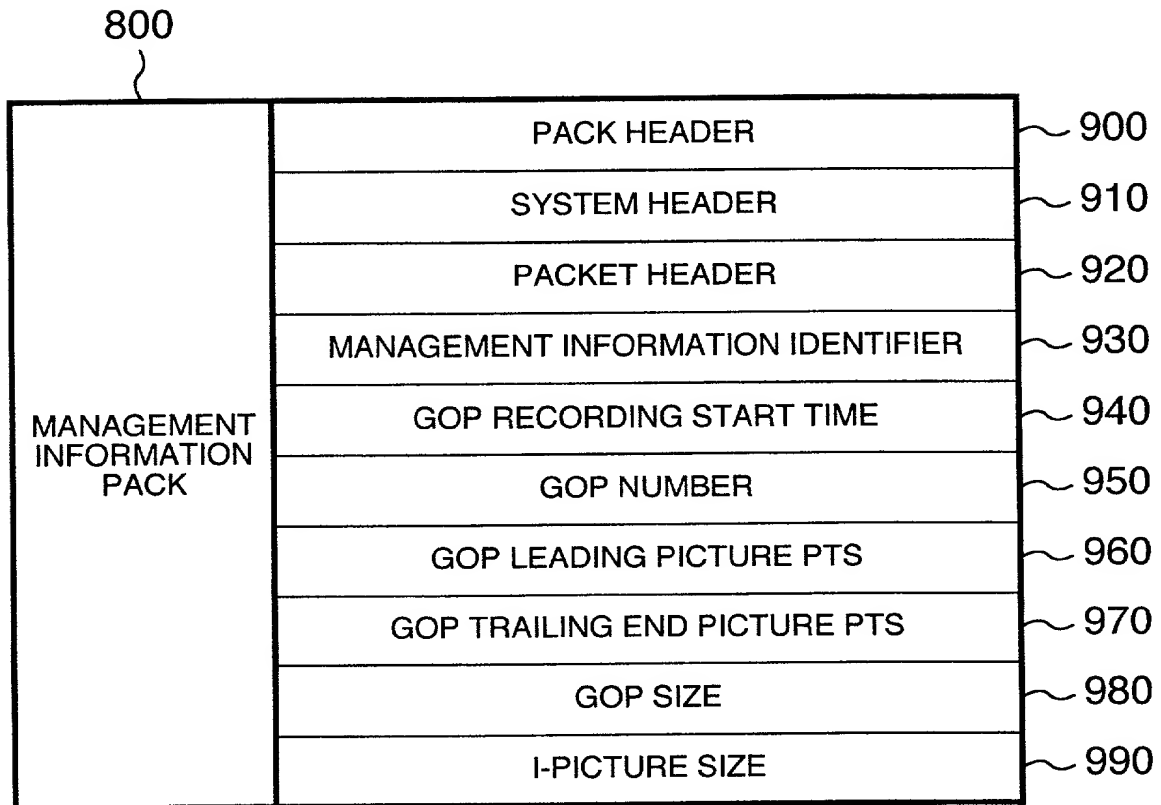 800
MANAGEMENT
INFORMATION
PACK
PACK HEADER 900
SYSTEM HEADER 910
PACKET HEADER 920
MANAGEMENT INFORMATION IDENTIFIER 930
GOP RECORDING START TIME 940
GOP NUMBER 950
GOP LEADING PICTURE PTS 960
GOP TRAILING END PICTURE PTS 970
GOP SIZE 980
I-PICTURE SIZE 990